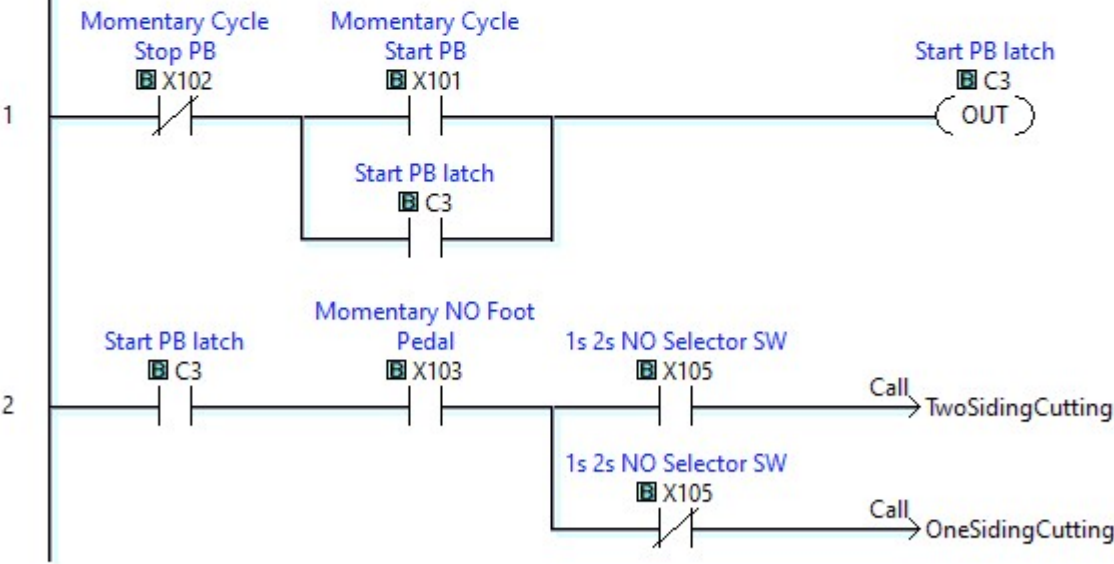 Momentary Cycle
Stop PB
B X102
Momentary Cycle
Start PB
B X101
Start PB latch
B C3
1
OUT
Start PB latch
B C3
Start PB latch
B C3
Momentary NO Foot
Pedal
B X103
1s 2s NO Selector SW
B X105
2
Call
TwoSidingCutting
1s 2s NO Selector SW
B X105
Call
OneSidingCutting